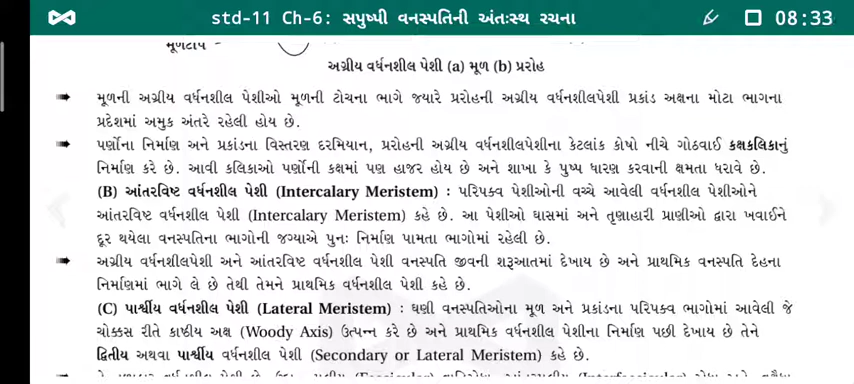 std-11 Ch-6: સપુષ્પી વનસ્પતિની અંતઃસ્થ રચના
08:33
અગ્રીય વર્ધનશીલ પેશી (a) મૂળ (b) પ્રરોહ
મૂળની અગ્રીય વર્ધનશીલ પેશીઓ મૂળની ટોચના ભાગે જ્યારે પ્રરોહની અગ્રીય વર્ધનશીલપેશી પ્રકાંડ અક્ષના મોટા ભાગના
પ્રદેશમાં અમુક અંતરે રહેલી હોય છે.
પર્ણોના નિર્માણ અને પ્રકાંડના વિસ્તરણ દરમિયાન, પ્રરોહની અગ્રીય વર્ધનશીલપેશીના કેટલાંક કોષો નીચે ગોઠવાઈ કક્ષકલિકાનું
નિર્માણ કરે છે. આવી કલિકાઓ પર્ણોની કક્ષમાં પણ હાજર હોય છે અને શાખા કે પુષ્પ ધારણ કરવાની ક્ષમતા ધરાવે છે.
(B) આંતરવિષ્ટ વર્ધનશીલ પેશી (Intercalary Meristem) : પરિપક્વ પેશીઓની વચ્ચે આવેલી વર્ધનશીલ પેશીઓને
આંતરવિષ્ટ વર્ધનશીલ પેશી (Intercalary Meristem) કહે છે. આ પેશીઓ ઘાસમાં અને તૃણાહારી પ્રાણીઓ દ્વારા ખવાઈને
દૂર થયેલા વનસ્પતિના ભાગોની જગ્યાએ પુનઃ નિર્માણ પામતા ભાગોમાં રહેલી છે.
અગ્રીય વર્ધનશીલપેશી અને આંતરવિષ્ટ વર્ધનશીલ પેશી વનસ્પતિ જીવની શરૂઆતમાં દેખાય છે અને પ્રાથમિક વનસ્પતિ દેહના
નિર્માણમાં ભાગે લે છે તેથી તેમને પ્રાથમિક વર્ધનશીલ પેશી કહે છે.
(C) પાર્શ્વીય વર્ધનશીલ પેશી (Lateral Meristem) : ઘણી વનસ્પતિઓના મૂળ અને પ્રકાંડના પરિપક્વ ભાગોમાં આવેલી જે
ચોક્કસ રીતે કાષ્ઠીય અક્ષ (Woody Axis) ઉત્પન્ન કરે છે અને પ્રાથમિક વર્ધનશીલ પેશીના નિર્માણ પછી દેખાય છે તેને
દ્વિતીય અથવા પાર્શ્વીય વર્ધનશીલ પેશી (Secondary or Lateral Meristem) કહે છે.